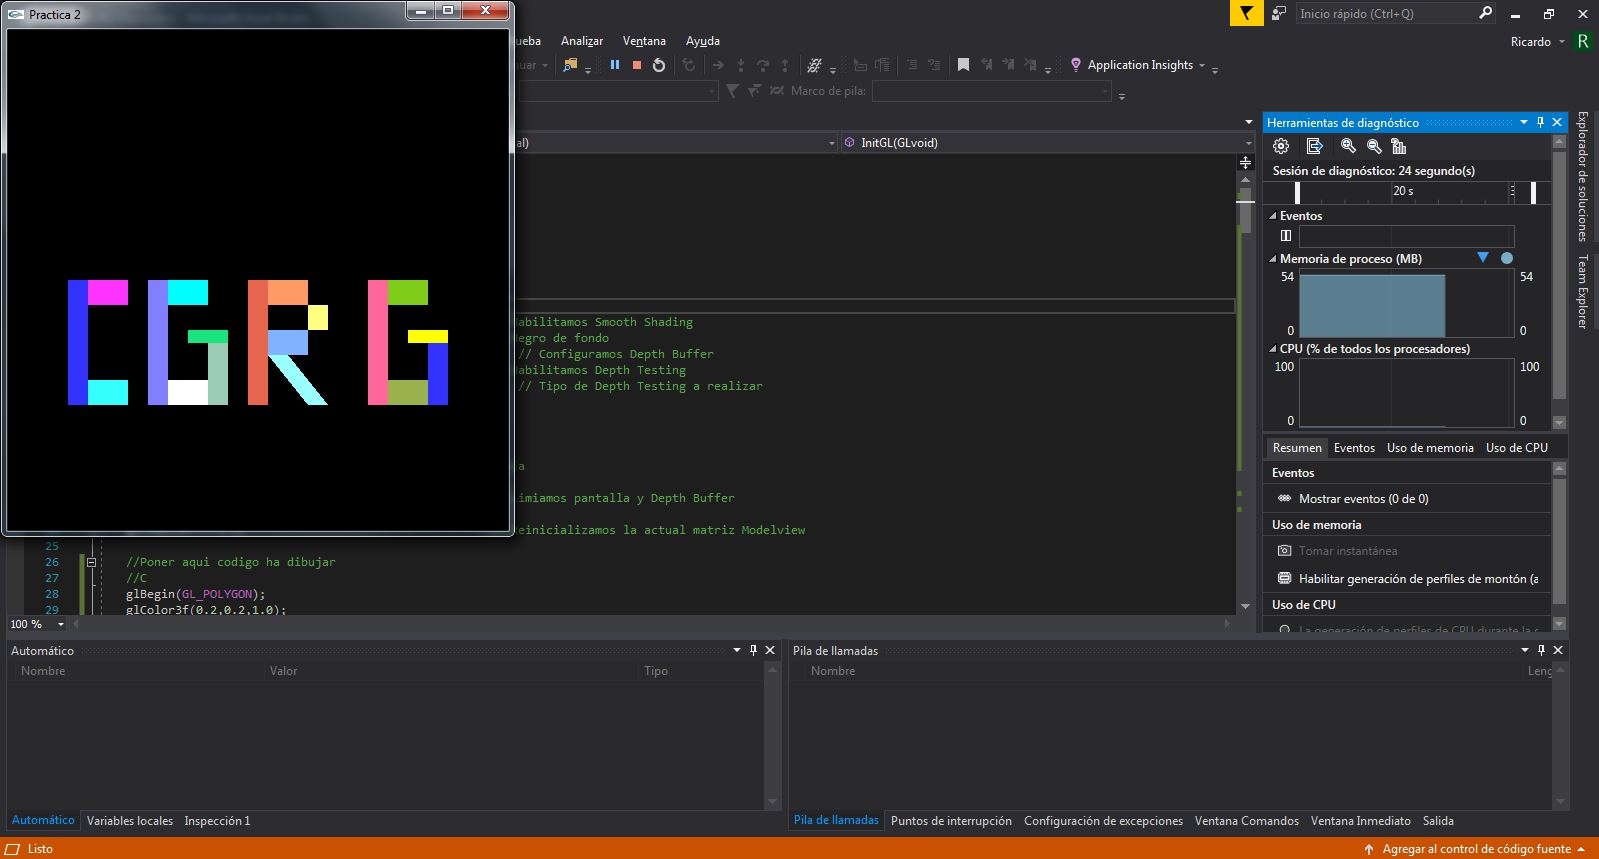 Practica 2
Inicio rápido (Ctrl+Q)
ueba Analizar Ventana Ayuda
Ricardo R
Application Insights
Marco de pila:
al) InitGL(GLvoid)
CGR G
Habilitamos Smooth Shading
negro de fondo
// Configuramos Depth Buffer
Habilitamos Depth Testing
// Tipo de Depth Testing a realizar
a
Limiamos pantalla y Depth Buffer
Reinicializamos la actual matriz Modelview
25
26 //Poner aqui codigo ha dibujar
27 //C
28 glBegin(GL_POLYGON);
29 glColor3f(0.2,0.2,1.0);
100 %
Herramientas de diagnóstico
Sesión de diagnóstico: 24 segundo(s)
20 s
Eventos
Memoria de proceso (MB)
54 54
0 0
CPU (% de todos los procesadores)
100 100
0 0
Resumen Eventos Uso de memoria Uso de CPU
Eventos
Mostrar eventos (0 de 0)
Uso de memoria
Tomar instantánea
Habilitar generación de perfiles de montón (a
Uso de CPU
La generación de perfiles de CPU durante la
Explorador de soluciones
Team Explorer
Automático
Nombre Valor Tipo
Automático Variables locales Inspección 1
Pila de llamadas
Nombre Leng
Pila de llamadas Puntos de interrupción Configuración de excepciones Ventana Comandos Ventana Inmediato Salida
Listo
Agregar al control de código fuente